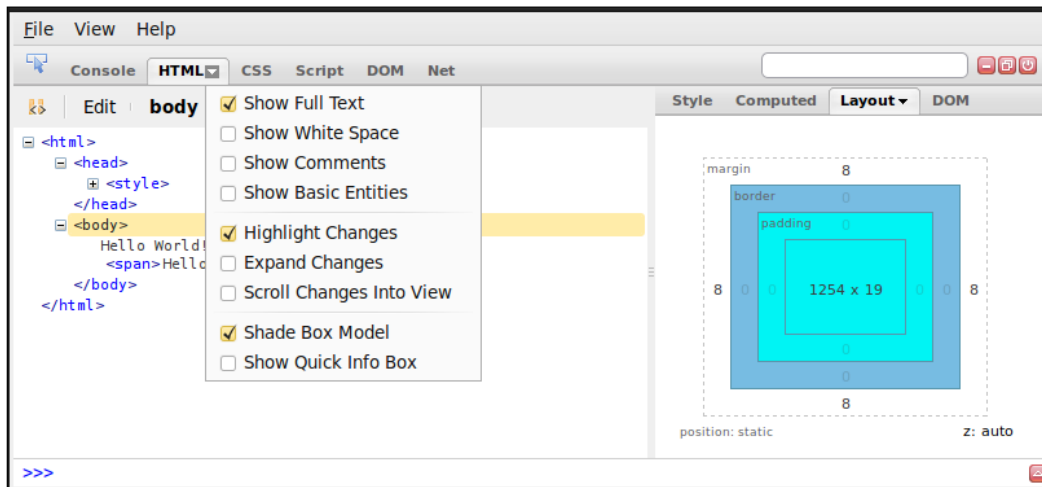 File View Help
Console HTML CSS Script DOM Net
Edit body
<html>
<head>
<style>
</head>
<body>
Hello World!
<span>Hello
</body>
</html>
Show Full Text
Show White Space
Show Comments
Show Basic Entities
Highlight Changes
Expand Changes
Scroll Changes Into View
Shade Box Model
Show Quick Info Box
Style Computed Layout DOM
margin 8
border 0
padding 0
8 0 0 1254 x 19 0 0 8
0
0
8
position: static z: auto
>>>